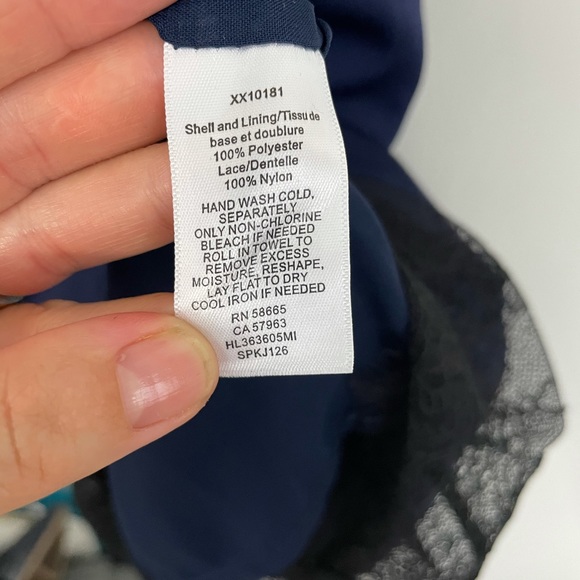 XX10181
Shell and Lining/Tissu de
base et doublure
100% Polyester
Lace/Dentelle
100% Nylon
HAND WASH COLD,
SEPARATELY
ONLY NON-CHLORINE
BLEACH IF NEEDED
ROLL IN TOWEL TO
REMOVE EXCESS
MOISTURE, RESHAPE,
LAY FLAT TO DRY
COOL IRON IF NEEDED
RN 58665
CA 57963
HL363605MI
SPKJ126